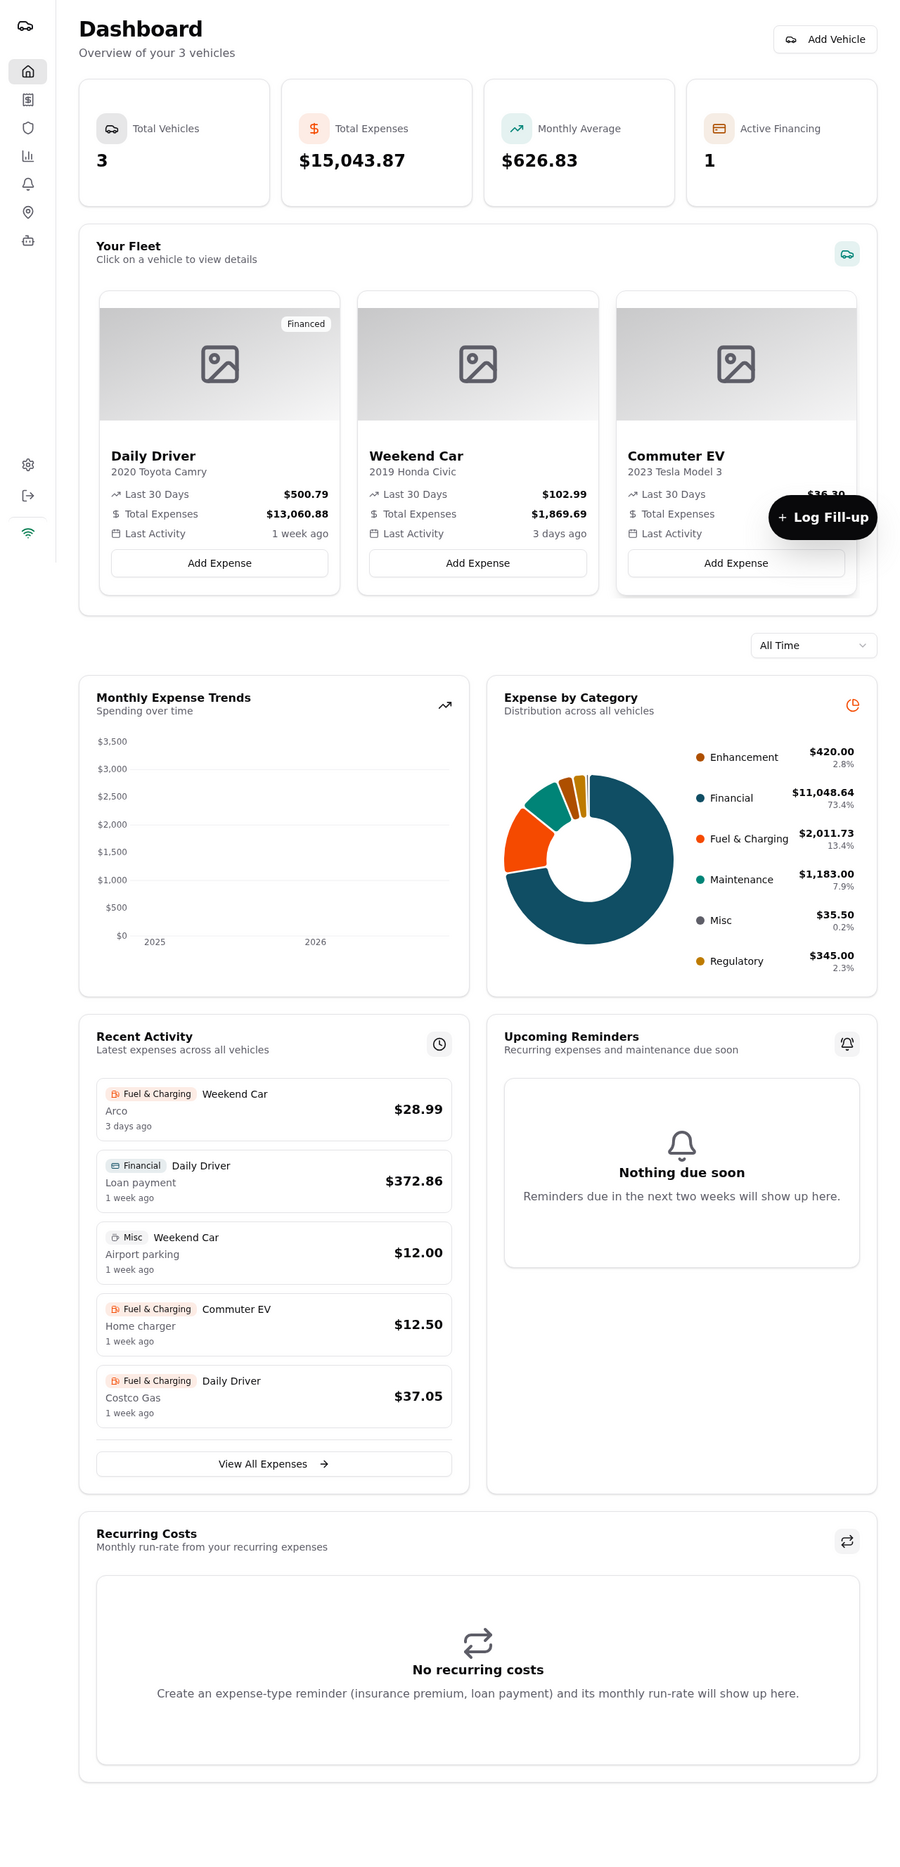 Dashboard
Overview of your 3 vehicles
Add Vehicle
Total Vehicles
3
Total Expenses
$15,043.87
Monthly Average
$626.83
Active Financing
1
Your Fleet
Click on a vehicle to view details
Financed
Daily Driver
2020 Toyota Camry
Last 30 Days $500.79
Total Expenses $13,060.88
Last Activity 1 week ago
Add Expense
Weekend Car
2019 Honda Civic
Last 30 Days $102.99
Total Expenses $1,869.69
Last Activity 3 days ago
Add Expense
Commuter EV
2023 Tesla Model 3
Last 30 Days $36.30
Total Expenses
Last Activity
Add Expense
+ Log Fill-up
All Time
Monthly Expense Trends
Spending over time
$3,500
$3,000
$2,500
$2,000
$1,500
$1,000
$500
$0
2025 2026
Expense by Category
Distribution across all vehicles
Enhancement $420.00
2.8%
Financial $11,048.64
73.4%
Fuel & Charging $2,011.73
13.4%
Maintenance $1,183.00
7.9%
Misc $35.50
0.2%
Regulatory $345.00
2.3%
Recent Activity
Latest expenses across all vehicles
Fuel & Charging Weekend Car
Arco
3 days ago
$28.99
Financial Daily Driver
Loan payment
1 week ago
$372.86
Misc Weekend Car
Airport parking
1 week ago
$12.00
Fuel & Charging Commuter EV
Home charger
1 week ago
$12.50
Fuel & Charging Daily Driver
Costco Gas
1 week ago
$37.05
View All Expenses
Upcoming Reminders
Recurring expenses and maintenance due soon
Nothing due soon
Reminders due in the next two weeks will show up here.
Recurring Costs
Monthly run-rate from your recurring expenses
No recurring costs
Create an expense-type reminder (insurance premium, loan payment) and its monthly run-rate will show up here.